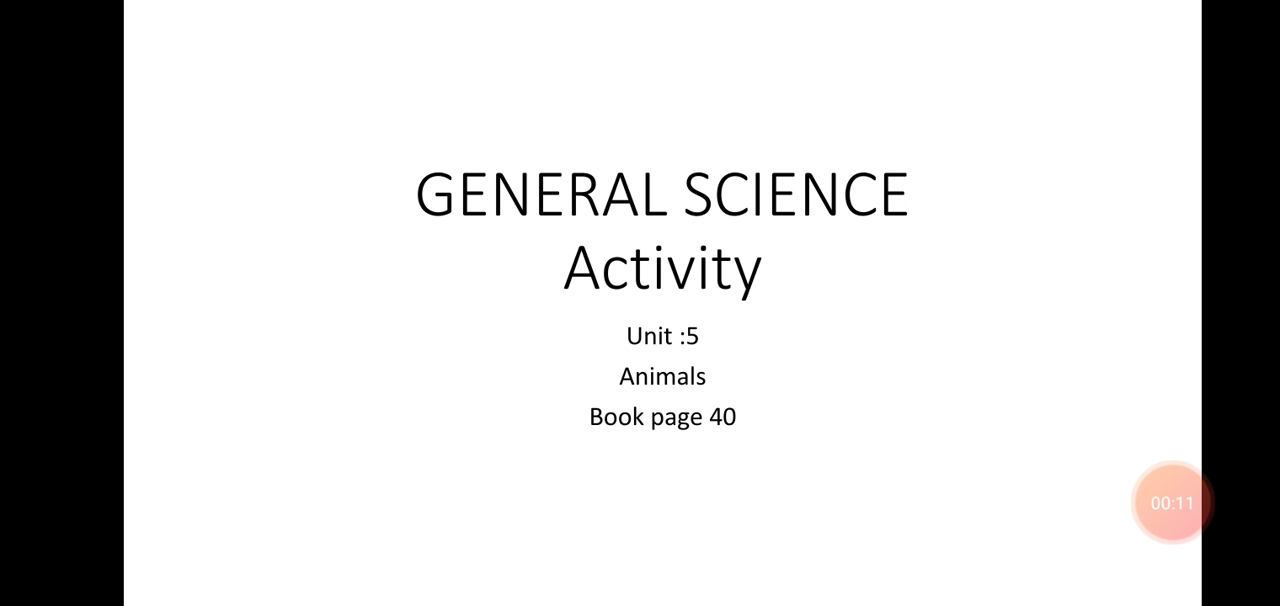 GENERAL SCIENCE
Activity
Unit :5
Animals
Book page 40
00:11